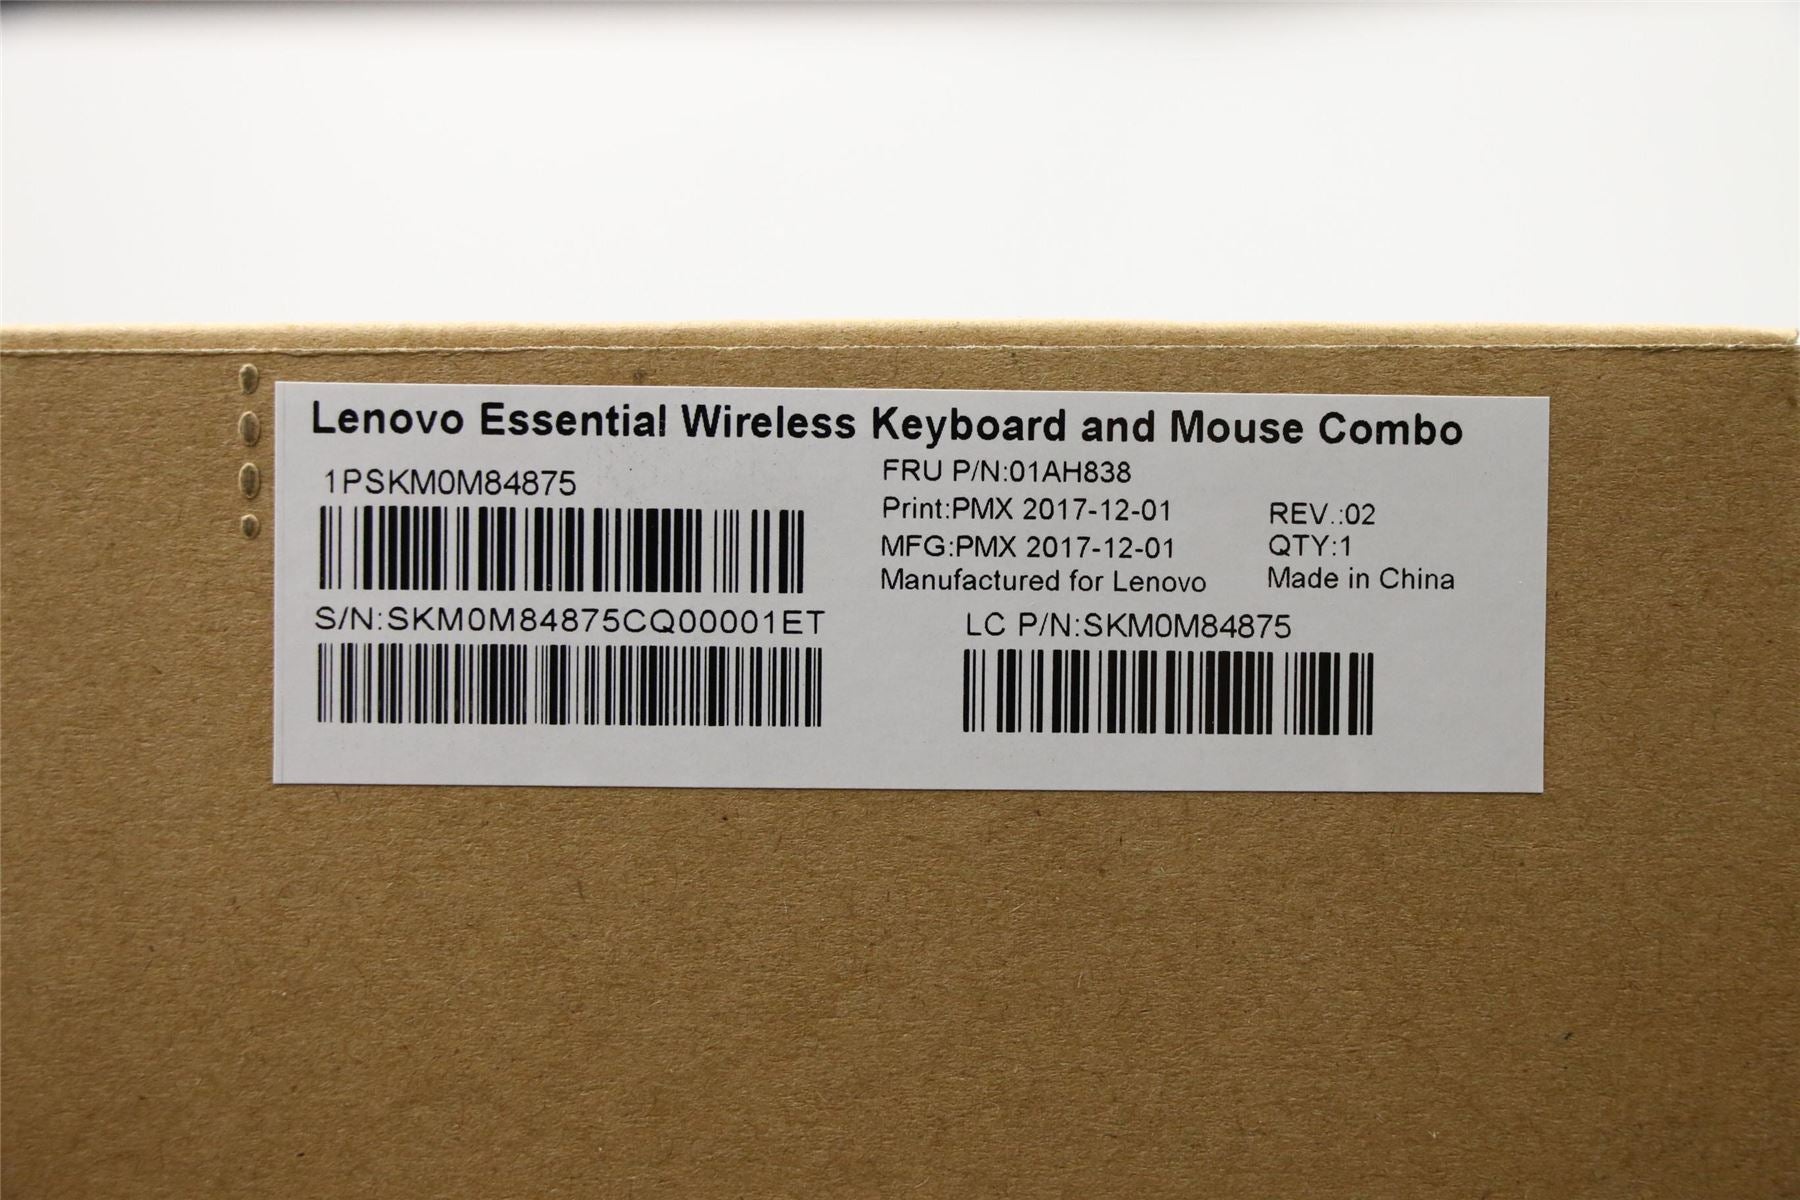 Lenovo Essential Wireless Keyboard and Mouse Combo
1PSKM0M84875
FRU P/N:01AH838
Print:PMX 2017-12-01
REV.:02
MFG:PMX 2017-12-01
QTY:1
Manufactured for Lenovo
Made in China
S/N:SKM0M84875CQ00001ET
LC P/N:SKM0M84875